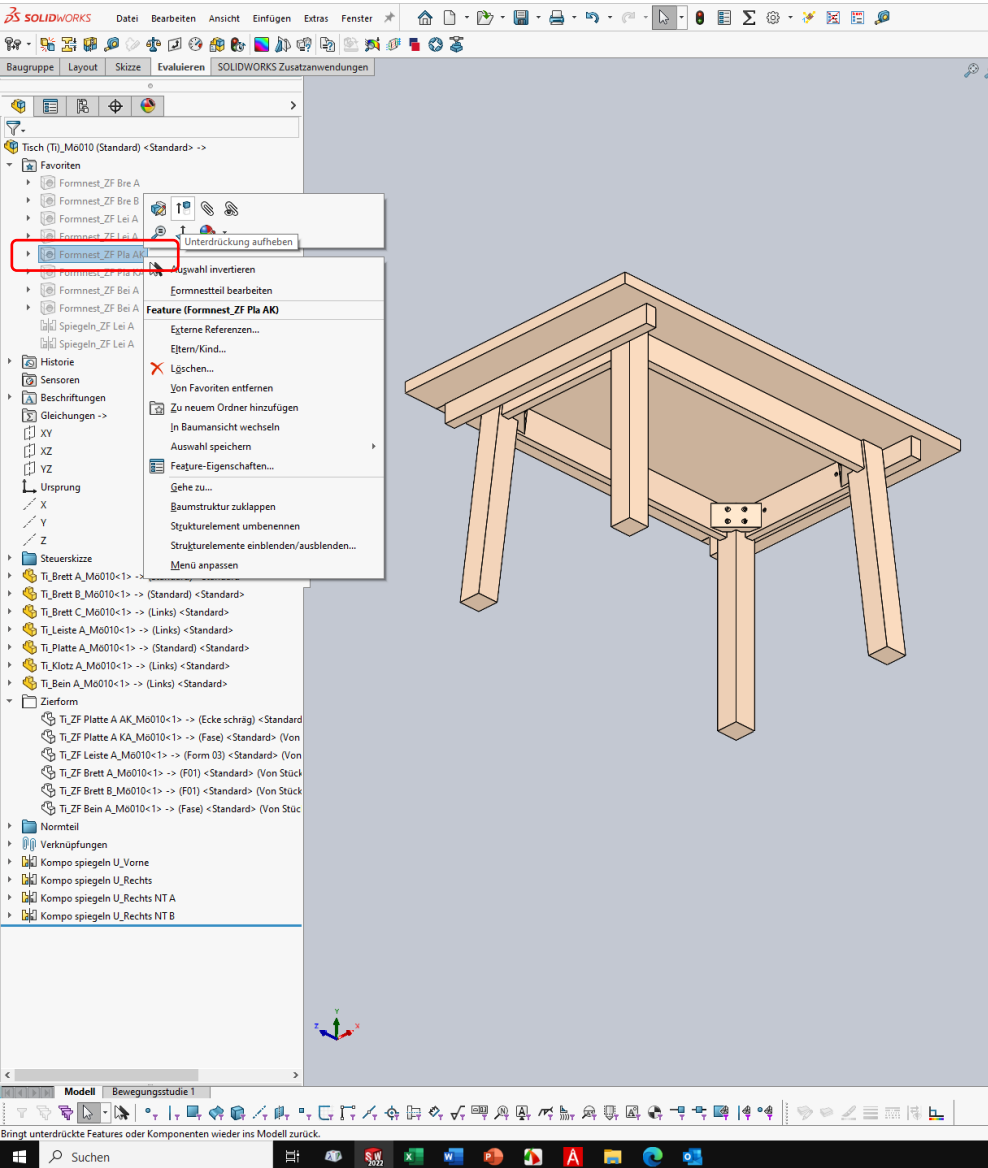 SOLIDWORKS Datei Bearbeiten Ansicht Einfügen Extras Fenster
Baugruppe Layout Skizze Evaluieren SOLIDWORKS Zusatzanwendungen
Tisch (Ti)_Mö010 (Standard) <Standard> ->
Favoriten
Formnest_ZF Bre A
Formnest_ZF Bre B
Formnest_ZF Lei A
Formnest_ZF Lei A
Unterdrückung aufheben
Formnest_ZF Pla AK
Formnest_ZF Pla KA
Auswahl invertieren
Formnest_ZF Bei A
Formnestteil bearbeiten
Formnest_ZF Bei A
Feature (Formnest_ZF Pla AK)
Spiegeln_ZF Lei A
Externe Referenzen...
Spiegeln_ZF Lei A
Eltern/Kind...
Historie
Löschen...
Sensoren
Von Favoriten entfernen
Beschriftungen
Zu neuem Ordner hinzufügen
Gleichungen ->
In Baumansicht wechseln
XY
Auswahl speichern
XZ
Feature-Eigenschaften...
YZ
Ursprung
Gehe zu...
X
Baumstruktur zuklappen
Y
Strukturelement umbenennen
Z
Strukturelemente einblenden/ausblenden...
Steuerskizze
Menü anpassen
Ti_Brett A_Mö010<1> -> (Standard) <Standard>
Ti_Brett B_Mö010<1> -> (Standard) <Standard>
Ti_Brett C_Mö010<1> -> (Links) <Standard>
Ti_Leiste A_Mö010<1> -> (Links) <Standard>
Ti_Platte A_Mö010<1> -> (Standard) <Standard>
Ti_Klotz A_Mö010<1> -> (Links) <Standard>
Ti_Bein A_Mö010<1> -> (Links) <Standard>
Zierform
Ti_ZF Platte A AK_Mö010<1> -> (Ecke schräg) <Standard
Ti_ZF Platte A KA_Mö010<1> -> (Fase) <Standard> (Von
Ti_ZF Leiste A_Mö010<1> -> (Form 03) <Standard> (Von
Ti_ZF Brett A_Mö010<1> -> (F01) <Standard> (Von Stück
Ti_ZF Brett B_Mö010<1> -> (F01) <Standard> (Von Stück
Ti_ZF Bein A_Mö010<1> -> (Fase) <Standard> (Von Stüc
Normteil
Verknüpfungen
Kompo spiegeln U_Vorne
Kompo spiegeln U_Rechts
Kompo spiegeln U_Rechts NT A
Kompo spiegeln U_Rechts NT B
Y
Z X
Modell Bewegungsstudie 1
Bringt unterdrückte Features oder Komponenten wieder ins Modell zurück.
Suchen
SW 2022